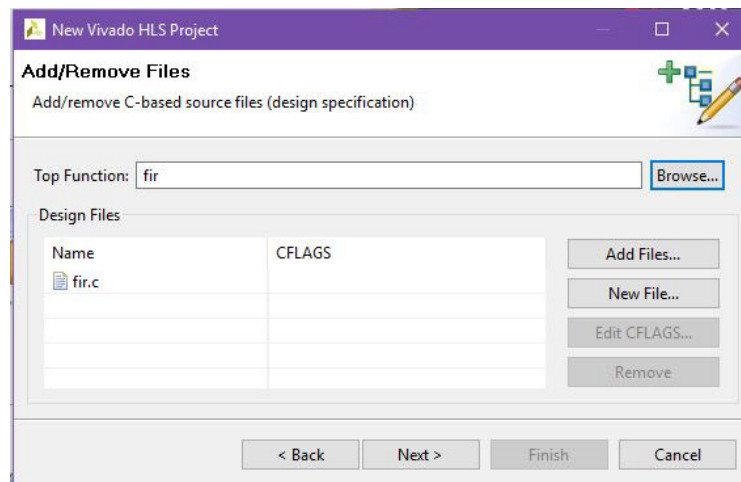 New Vivado HLS Project
Add/Remove Files
Add/remove C-based source files (design specification)
Top Function: fir Browse...
Design Files
Name CFLAGS Add Files...
fir.c
New File...
Edit CFLAGS...
Remove
< Back Next > Finish Cancel